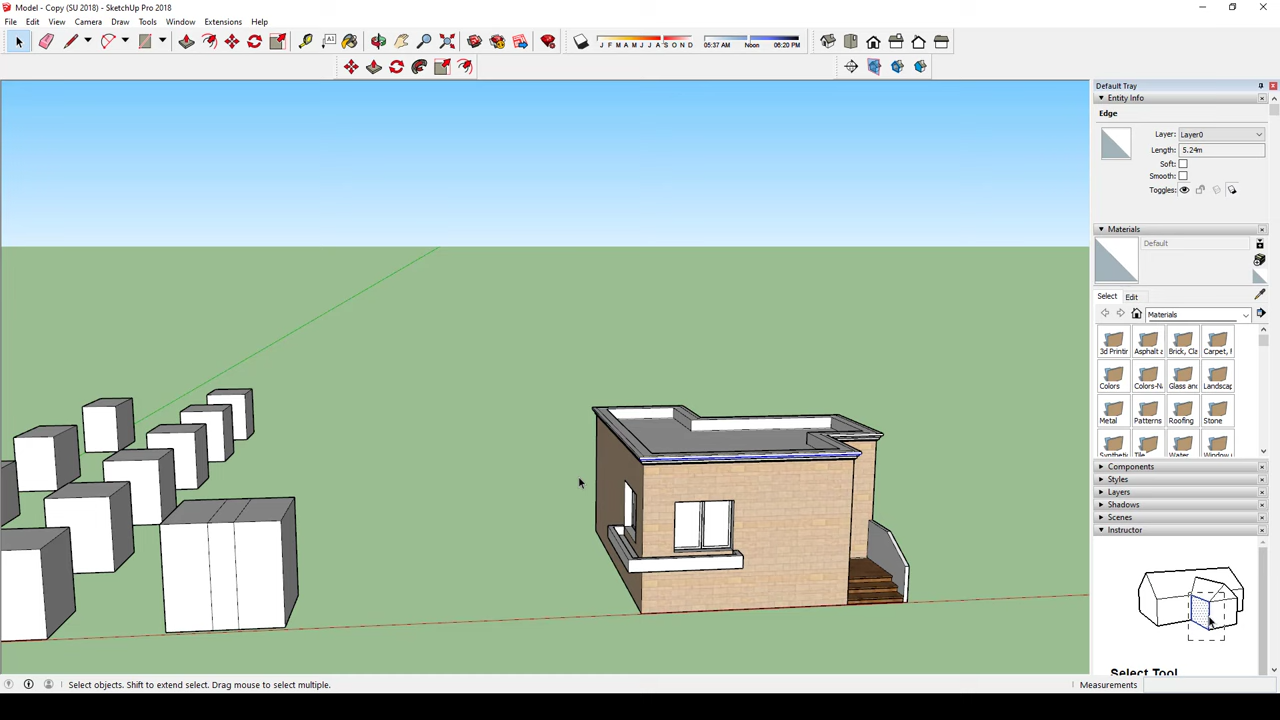 Model - Copy (SU 2018) - SketchUp Pro 2018
File Edit View Camera Draw Tools Window Extensions Help
J F M A M J J A S O N D 05:37 AM Noon 06:20 PM
Default Tray
Entity Info
Edge
Layer: Layer0
Length: 5.24m
Soft:
Smooth:
Toggles:
Materials
Default
Select Edit
Materials
3d Printir Asphalt a Brick, Cla Carpet, F
Colors Colors-Na Glass and Landscap
Metal Patterns Roofing Stone
Synthetic Tile Water Window
Components
Styles
Layers
Shadows
Scenes
Instructor
Select Tool
Select objects. Shift to extend select. Drag mouse to select multiple. Measurements